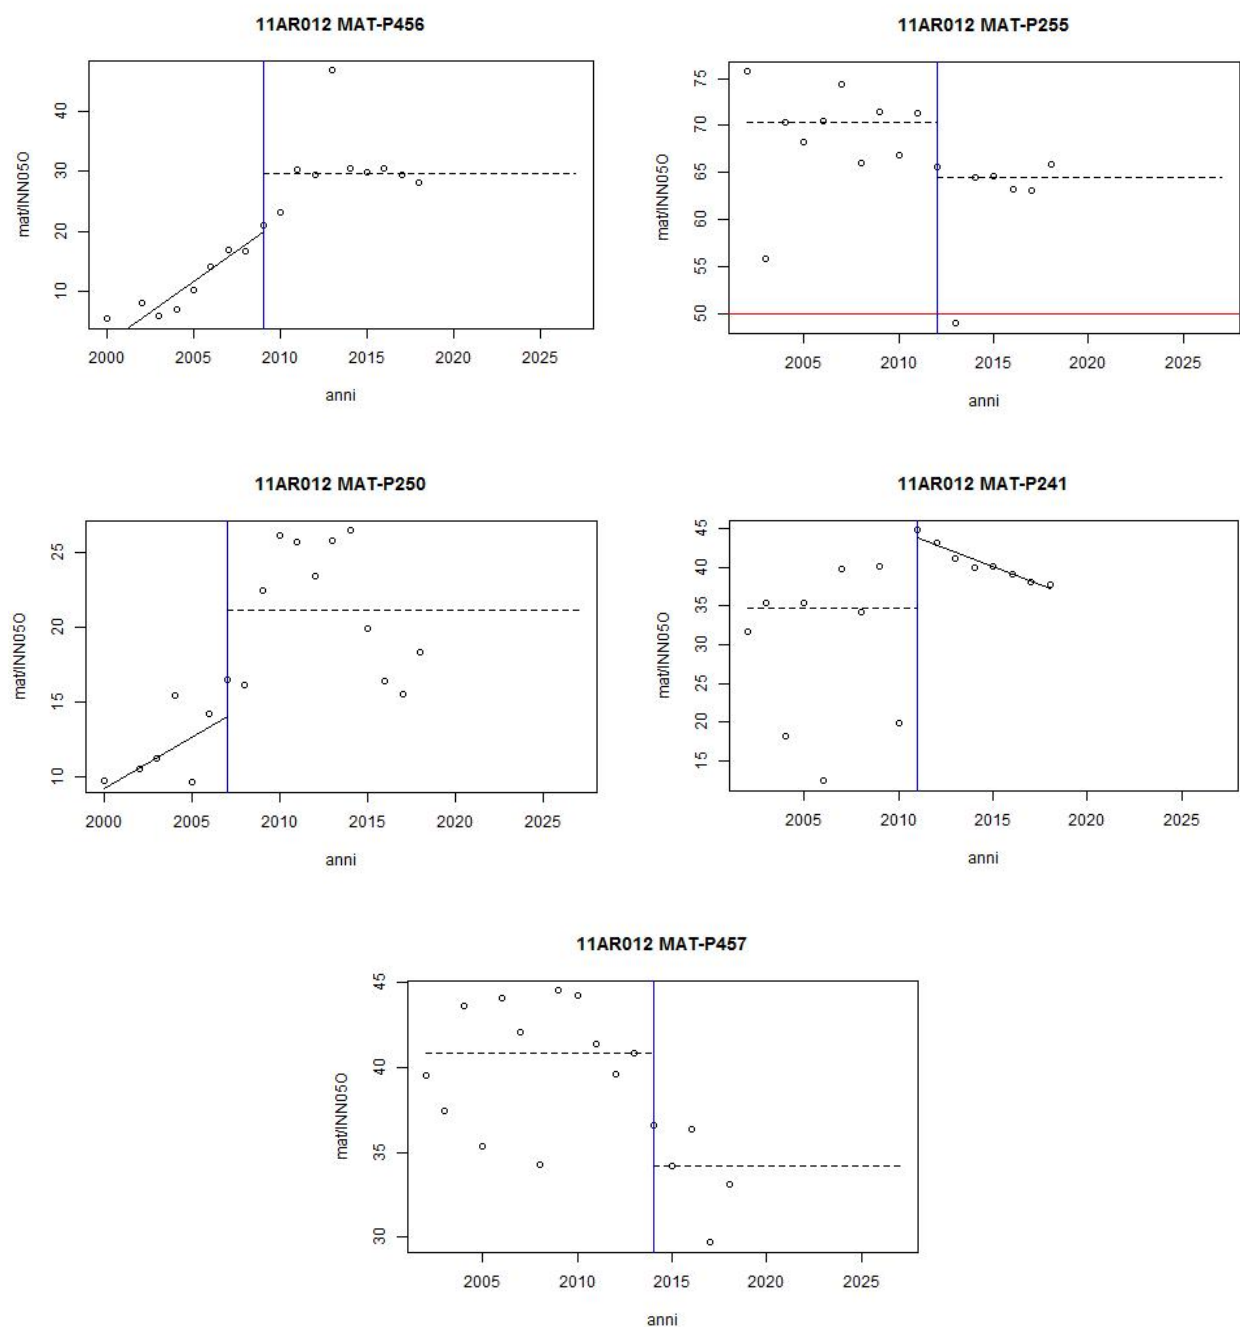 11AR012 MAT-P456
mat/INN05O
40
30
20
10
2000 2005 2010 2015 2020 2025
anni
11AR012 MAT-P255
mat/INN05O
75
70
65
60
55
50
2005 2010 2015 2020 2025
anni
11AR012 MAT-P250
mat/INN05O
25
20
15
10
2000 2005 2010 2015 2020 2025
anni
11AR012 MAT-P241
mat/INN05O
45
40
35
30
25
20
15
2005 2010 2015 2020 2025
anni
11AR012 MAT-P457
mat/INN05O
45
40
35
30
2005 2010 2015 2020 2025
anni